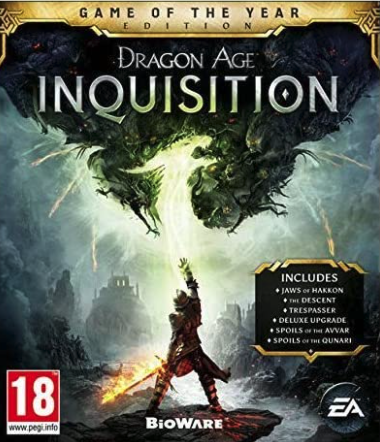 GAME OF THE YEAR
EDITION
DRAGON AGE
INQUISITION
INCLUDES
♦ JAWS OF HAKKON
♦ THE DESCENT
♦ TRESPASSER
♦ DELUXE UPGRADE
♦ SPOILS OF THE AVVAR
♦ SPOILS OF THE QUNARI
18
www.pegi.info
BIOWARE
EA